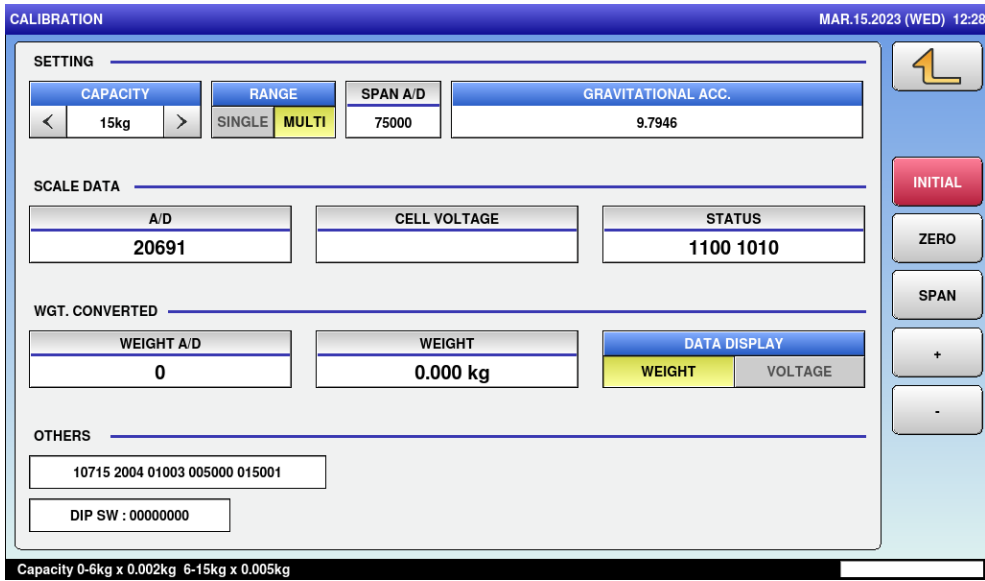 CALIBRATION MAR.15.2023 (WED) 12:28
SETTING
CAPACITY RANGE SPAN A/D GRAVITATIONAL ACC.
< 15kg > SINGLE MULTI 75000 9.7946
INITIAL
SCALE DATA
A/D CELL VOLTAGE STATUS
20691 1100 1010
ZERO
SPAN
WGT. CONVERTED
WEIGHT A/D WEIGHT DATA DISPLAY
0 0.000 kg WEIGHT VOLTAGE
+
-
OTHERS
10715 2004 01003 005000 015001
DIP SW : 00000000
Capacity 0-6kg x 0.002kg 6-15kg x 0.005kg